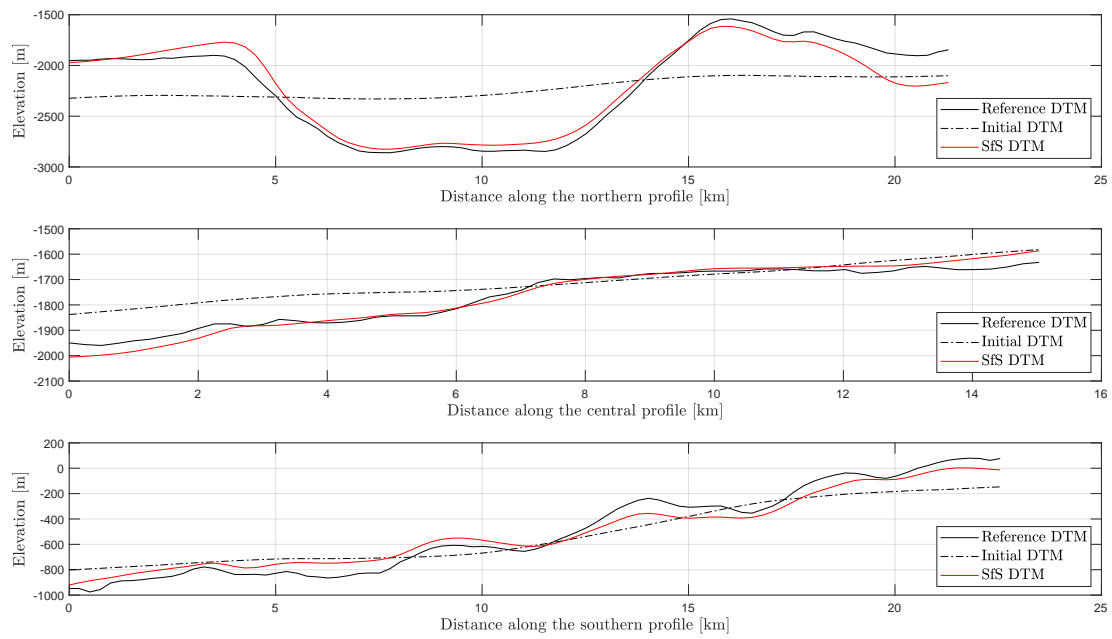 -1500
-2000
-2500
-3000
Elevation [m]
0 5 10 15 20 25
Distance along the northern profile [km]
Reference DTM
Initial DTM
SfS DTM
-1500
-1600
-1700
-1800
-1900
-2000
-2100
Elevation [m]
0 2 4 6 8 10 12 14 16
Distance along the central profile [km]
Reference DTM
Initial DTM
SfS DTM
200
0
-200
-400
-600
-800
-1000
Elevation [m]
0 5 10 15 20 25
Distance along the southern profile [km]
Reference DTM
Initial DTM
SfS DTM